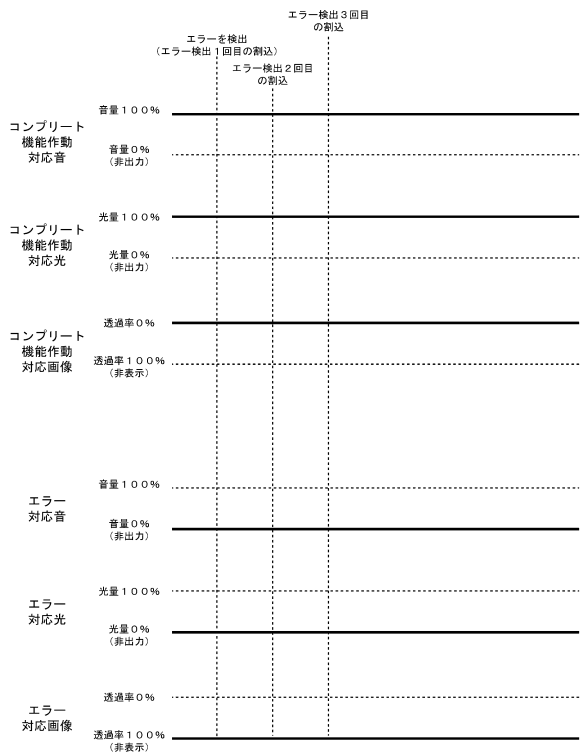 エラー検出３回目
の割込
エラーを検出
（エラー検出１回目の割込）
エラー検出２回目
の割込
コンプリート
機能作動
対応音
音量１００％
音量０％
（非出力）
コンプリート
機能作動
対応光
光量１００％
光量０％
（非出力）
コンプリート
機能作動
対応画像
透過率０％
透過率１００％
（非表示）
エラー
対応音
音量１００％
音量０％
（非出力）
エラー
対応光
光量１００％
光量０％
（非出力）
エラー
対応画像
透過率０％
透過率１００％
（非表示）